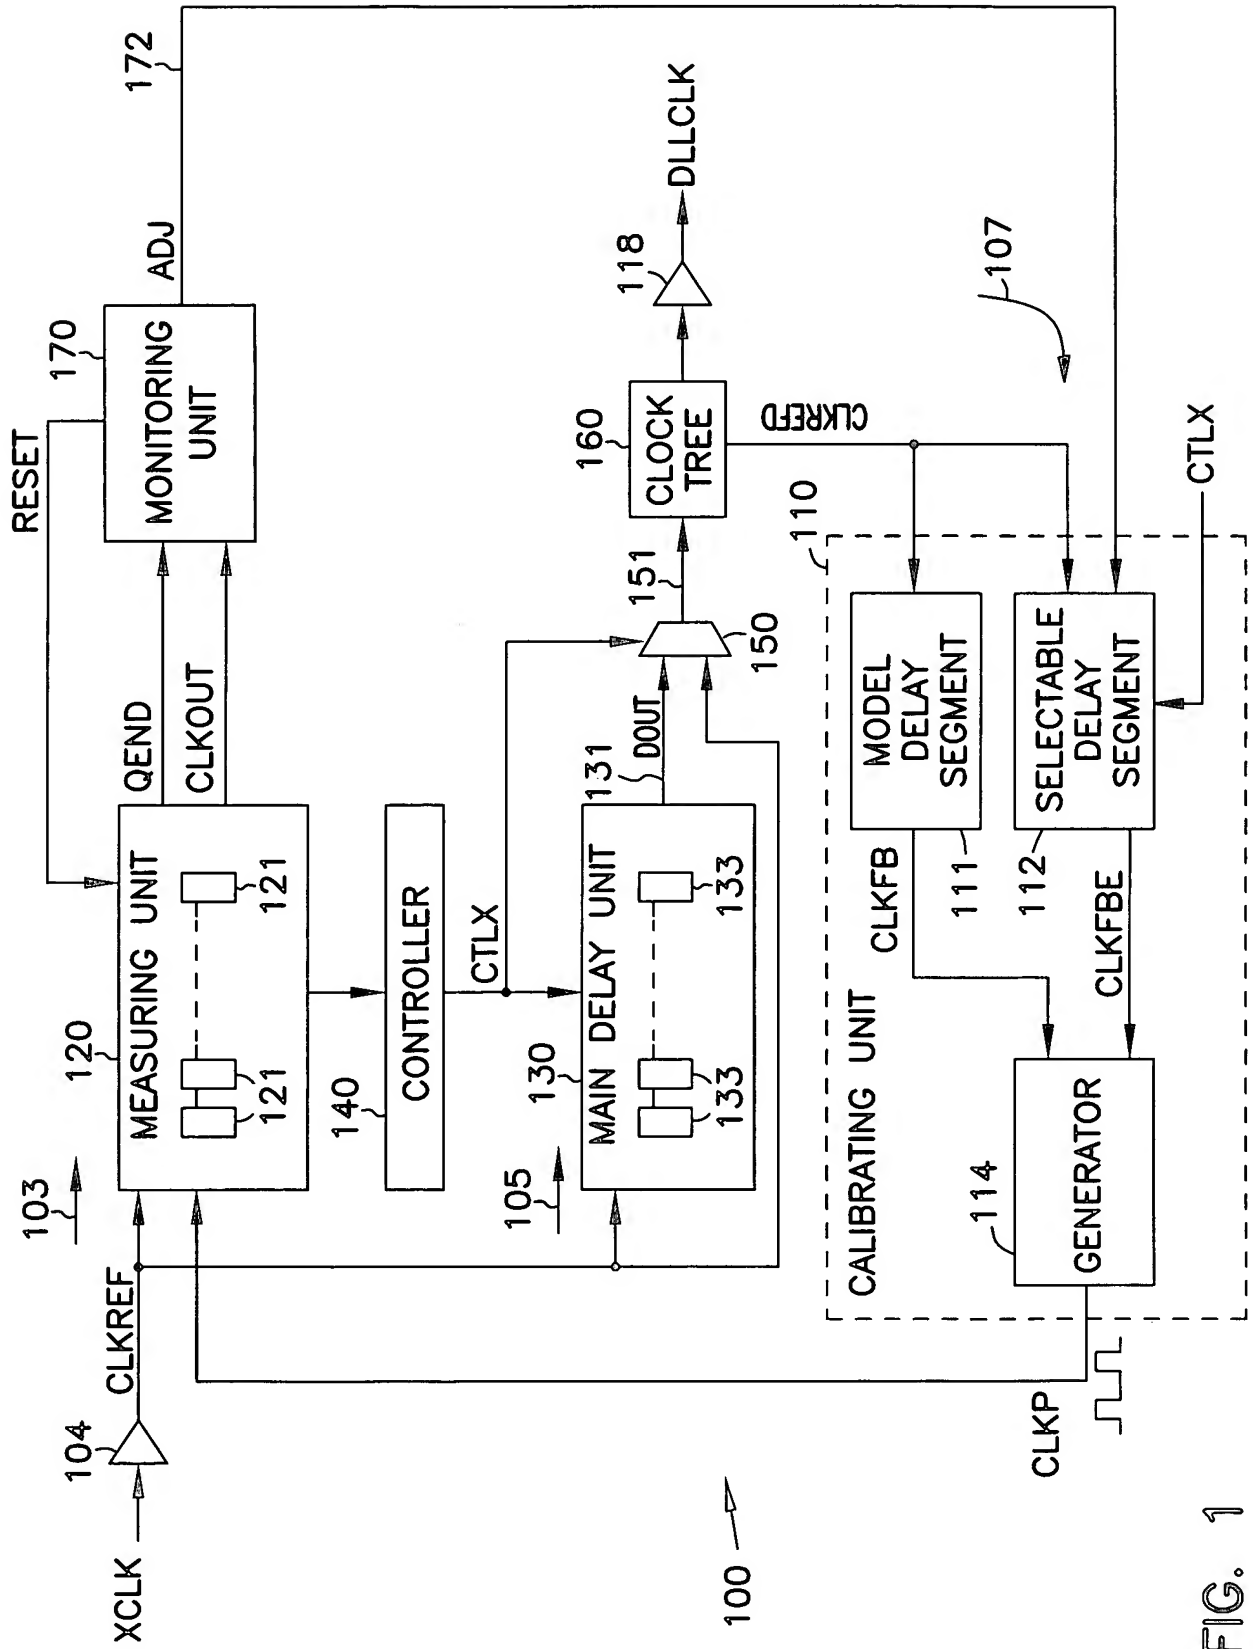 XCLK
104
CLKREF
103
120
MEASURING UNIT
121
121
RESET
QEND
CLKOUT
170
MONITORING
UNIT
ADJ
172
140
CONTROLLER
CTLX
105
130
MAIN DELAY UNIT
133
133
131
DOUT
150
151
160
CLOCK
TREE
118
DLLCLK
CLKREFD
107
110
CALIBRATING UNIT
MODEL
DELAY
SEGMENT
111
CLKFB
SELECTABLE
DELAY
SEGMENT
112
CLKFBE
CTLX
114
GENERATOR
CLKP
100
FIG. 1